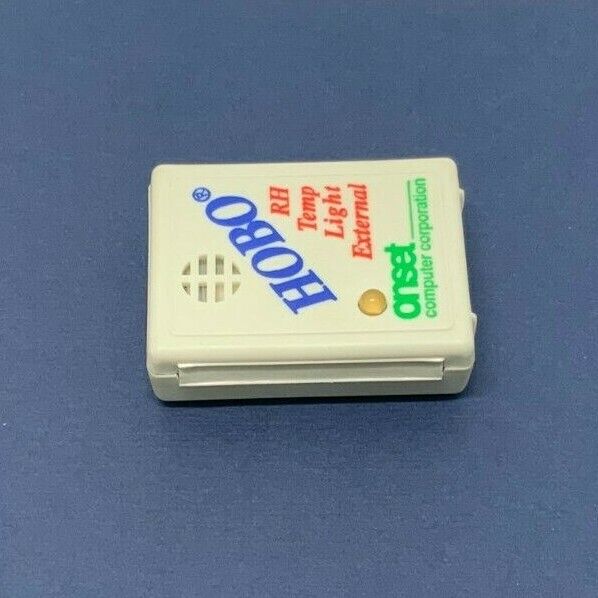 HOBO®
RH
Temp
Light
External
onset
computer corporation